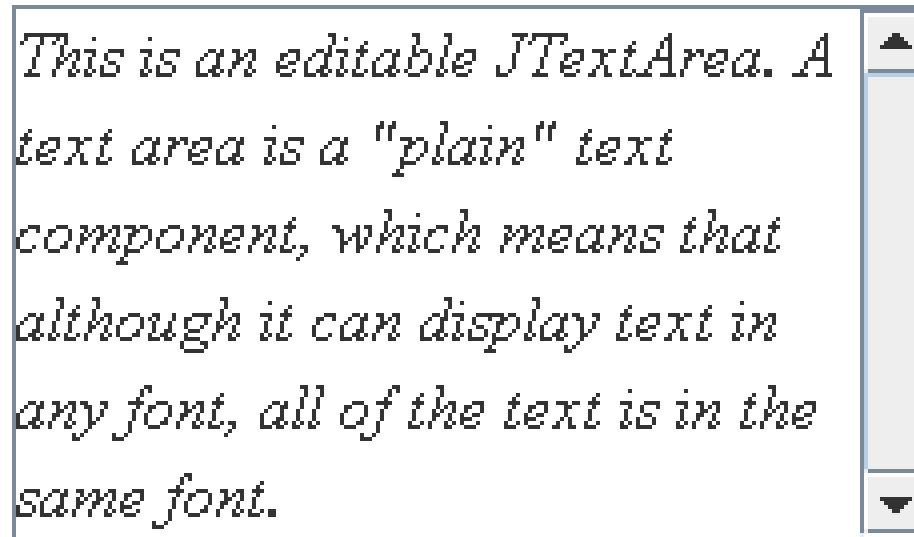 This is an editable JTextArea. A
text area is a "plain" text
component, which means that
although it can display text in
any font, all of the text is in the
same font.